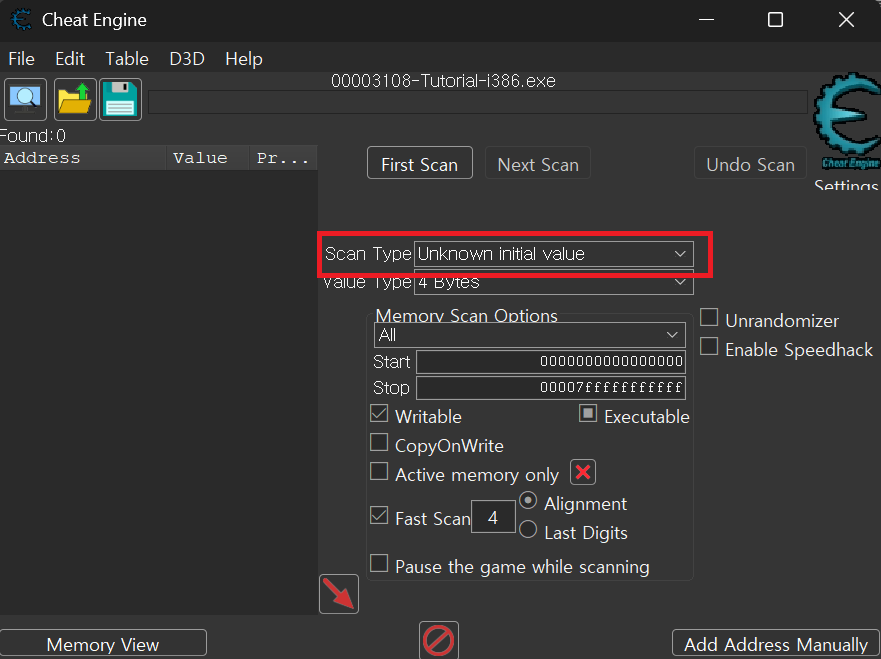 Cheat Engine
File Edit Table D3D Help
00003108-Tutorial-i386.exe
Found:0
Address Value Pr...
First Scan Next Scan Undo Scan
Cheat Engine
Settings
Scan Type Unknown initial value
Value Type 4 Bytes
Memory Scan Options
All
Unrandomizer
Start 0000000000000000
Enable Speedhack
Stop 00007fffffffffff
Writable Executable
CopyOnWrite
Active memory only
Fast Scan 4 Alignment
Last Digits
Pause the game while scanning
Memory View Add Address Manually